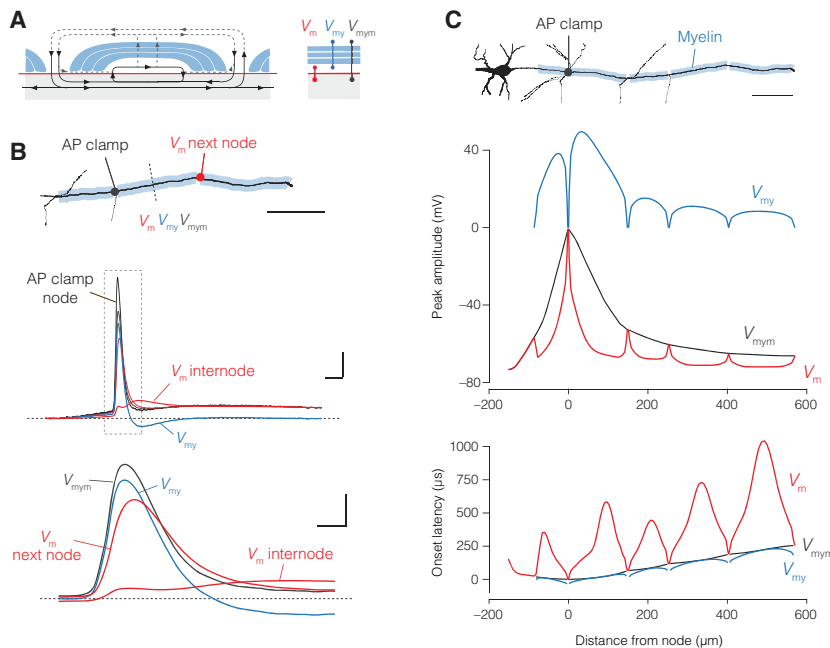 A
Vm Vmy Vmym
B
AP clamp
Vm next node
Vm Vmy Vmym
AP clamp
node
Vm internode
Vmy
Vmym
Vmy
Vm
next node
Vm internode
C
AP clamp
Myelin
Peak amplitude (mV)
40
0
−40
−80
Vmy
Vmym
Vm
−200 0 200 400 600
Onset latency (µs)
1000
750
500
250
0
Vm
Vmym
Vmy
−200 0 200 400 600
Distance from node (µm)